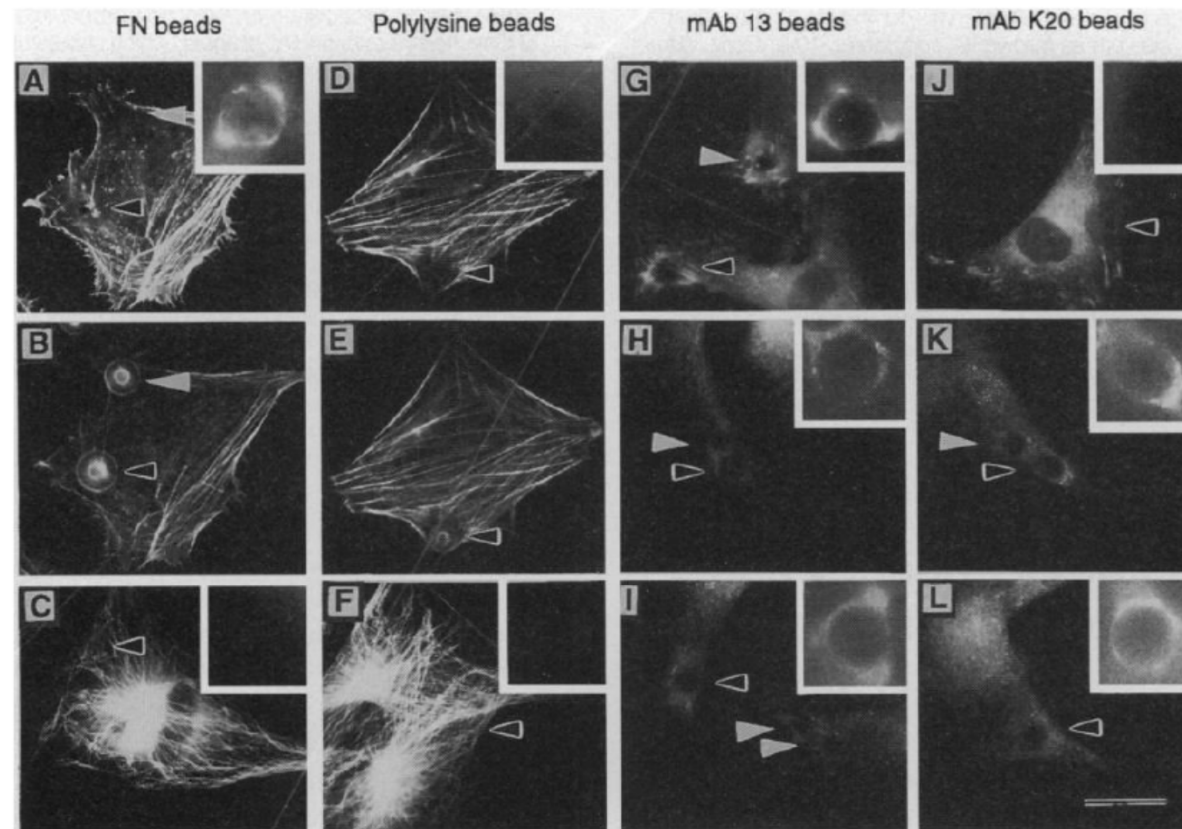 FN beads Polylysine beads mAb 13 beads mAb K20 beads
A D G J
B E H K
C F I L